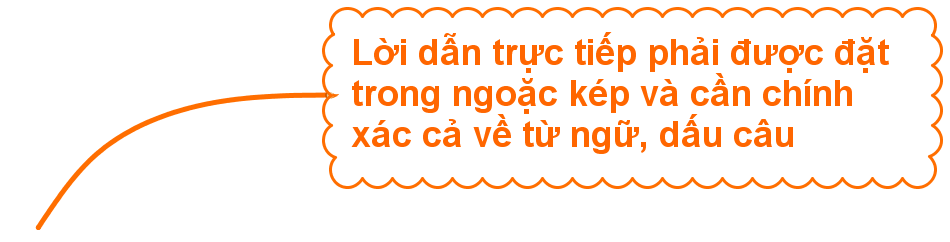 Lời dẫn trực tiếp phải được đặt
trong ngoặc kép và cần chính
xác cả về từ ngữ, dấu câu